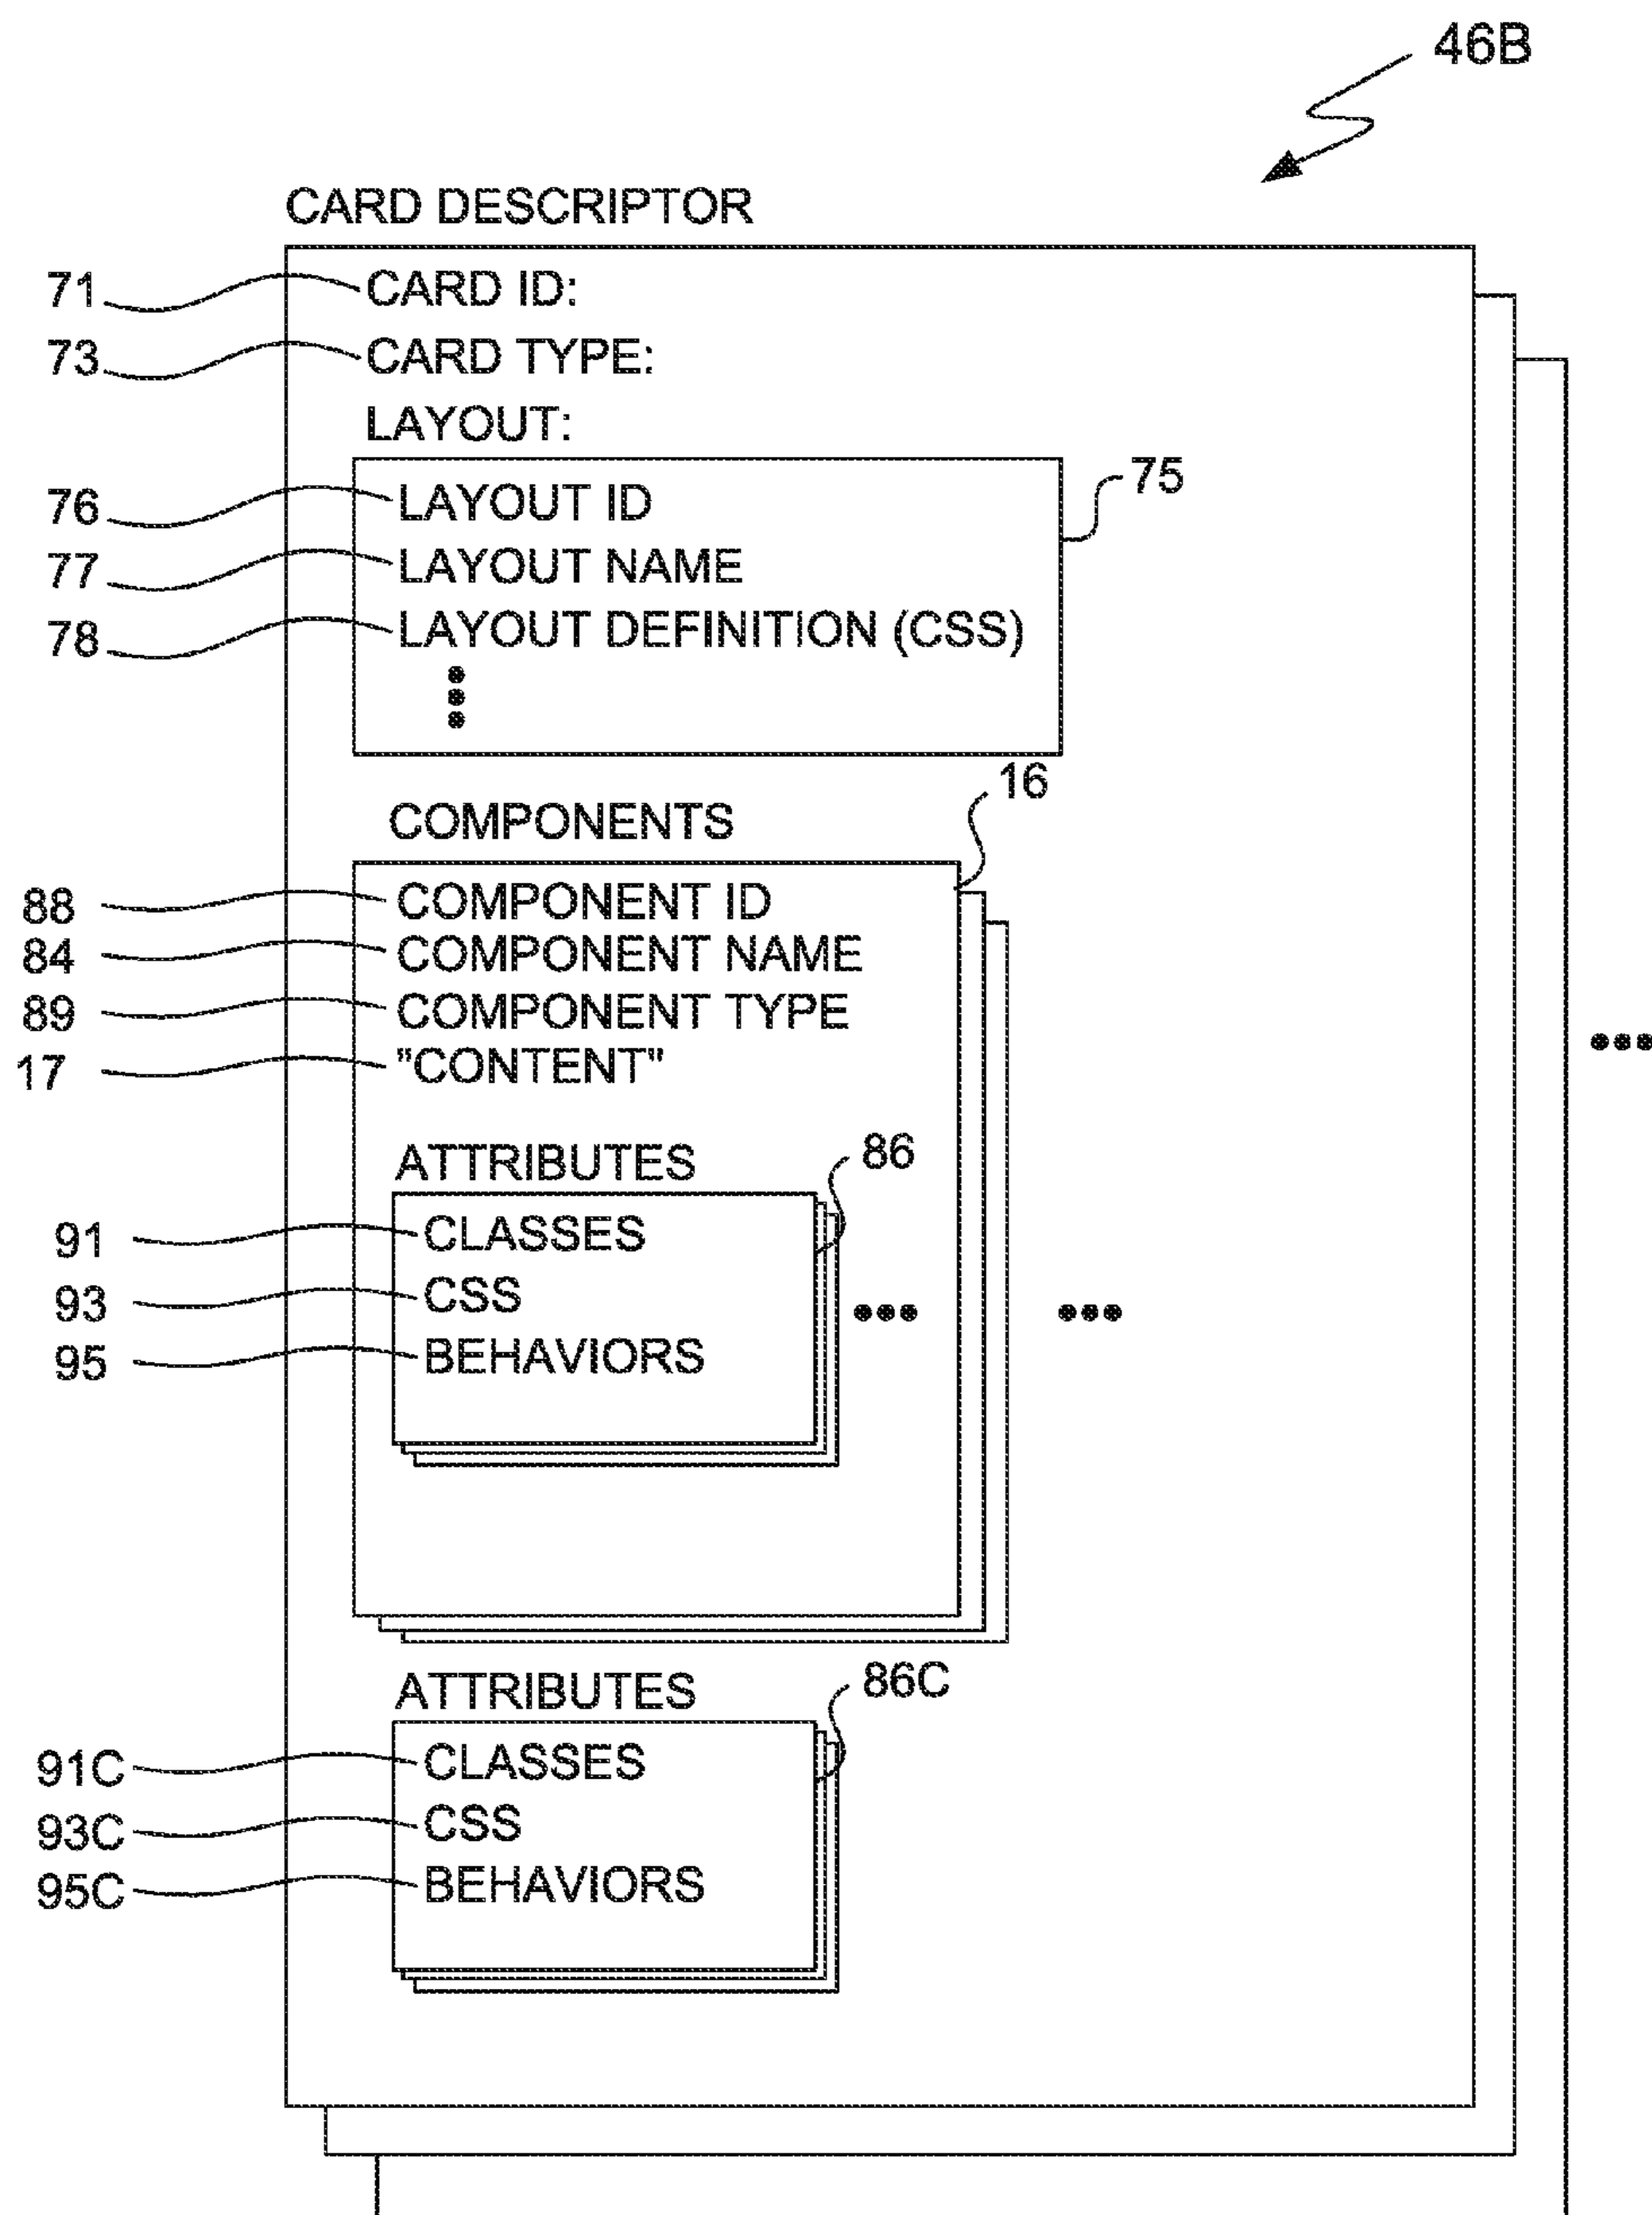 46B
CARD DESCRIPTOR
71 CARD ID:
73 CARD TYPE:
LAYOUT:
75
76 LAYOUT ID
77 LAYOUT NAME
78 LAYOUT DEFINITION (CSS)
16
COMPONENTS
88 COMPONENT ID
84 COMPONENT NAME
89 COMPONENT TYPE
17 "CONTENT"
86
ATTRIBUTES
91 CLASSES
93 CSS
95 BEHAVIORS
86C
ATTRIBUTES
91C CLASSES
93C CSS
95C BEHAVIORS